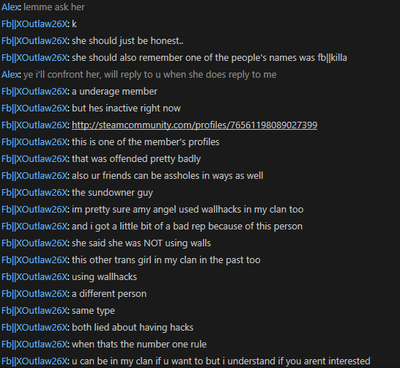 Alex: lemme ask her
Fb||XOutlaw26X: k
Fb||XOutlaw26X: she should just be honest..
Fb||XOutlaw26X: she should also remember one of the people's names was fb||killa
Alex: ye i'll confront her, will reply to u when she does reply to me
Fb||XOutlaw26X: a underage member
Fb||XOutlaw26X: but hes inactive right now
Fb||XOutlaw26X: http://steamcommunity.com/profiles/76561198089027399
Fb||XOutlaw26X: this is one of the member's profiles
Fb||XOutlaw26X: that was offended pretty badly
Fb||XOutlaw26X: also ur friends can be assholes in ways as well
Fb||XOutlaw26X: the sundowner guy
Fb||XOutlaw26X: im pretty sure amy angel used wallhacks in my clan too
Fb||XOutlaw26X: and i got a little bit of a bad rep because of this person
Fb||XOutlaw26X: she said she was NOT using walls
Fb||XOutlaw26X: this other trans girl in my clan in the past too
Fb||XOutlaw26X: using wallhacks
Fb||XOutlaw26X: a different person
Fb||XOutlaw26X: same type
Fb||XOutlaw26X: both lied about having hacks
Fb||XOutlaw26X: when thats the number one rule
Fb||XOutlaw26X: u can be in my clan if u want to but i understand if you arent interested